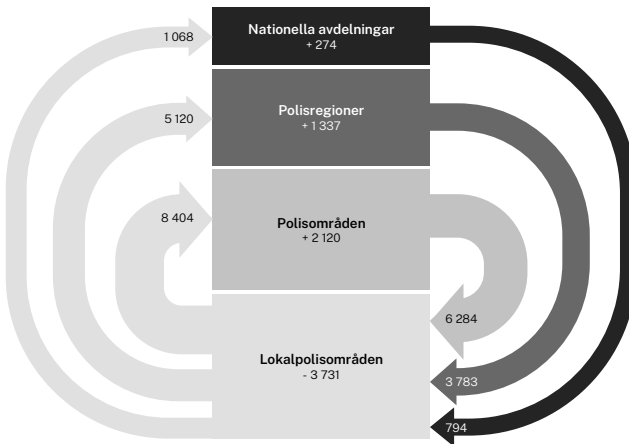 Nationella avdelningar
+ 274
1 068
Polisregioner
+ 1 337
5 120
Polisområden
+ 2 120
8 404
6 284
Lokalpolisområden
- 3 731
3 783
794